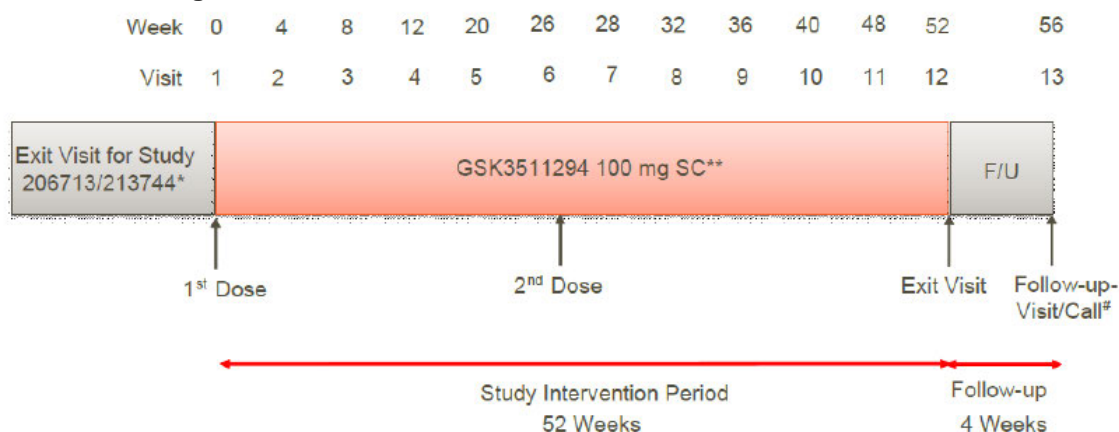 Week 0 4 8 12 20 26 28 32 36 40 48 52 56
Visit 1 2 3 4 5 6 7 8 9 10 11 12 13
Exit Visit for Study
206713/213744*
GSK3511294 100 mg SC**
F/U
1st Dose
2nd Dose
Exit Visit
Follow-up-
Visit/Call#
Study Intervention Period
52 Weeks
Follow-up
4 Weeks